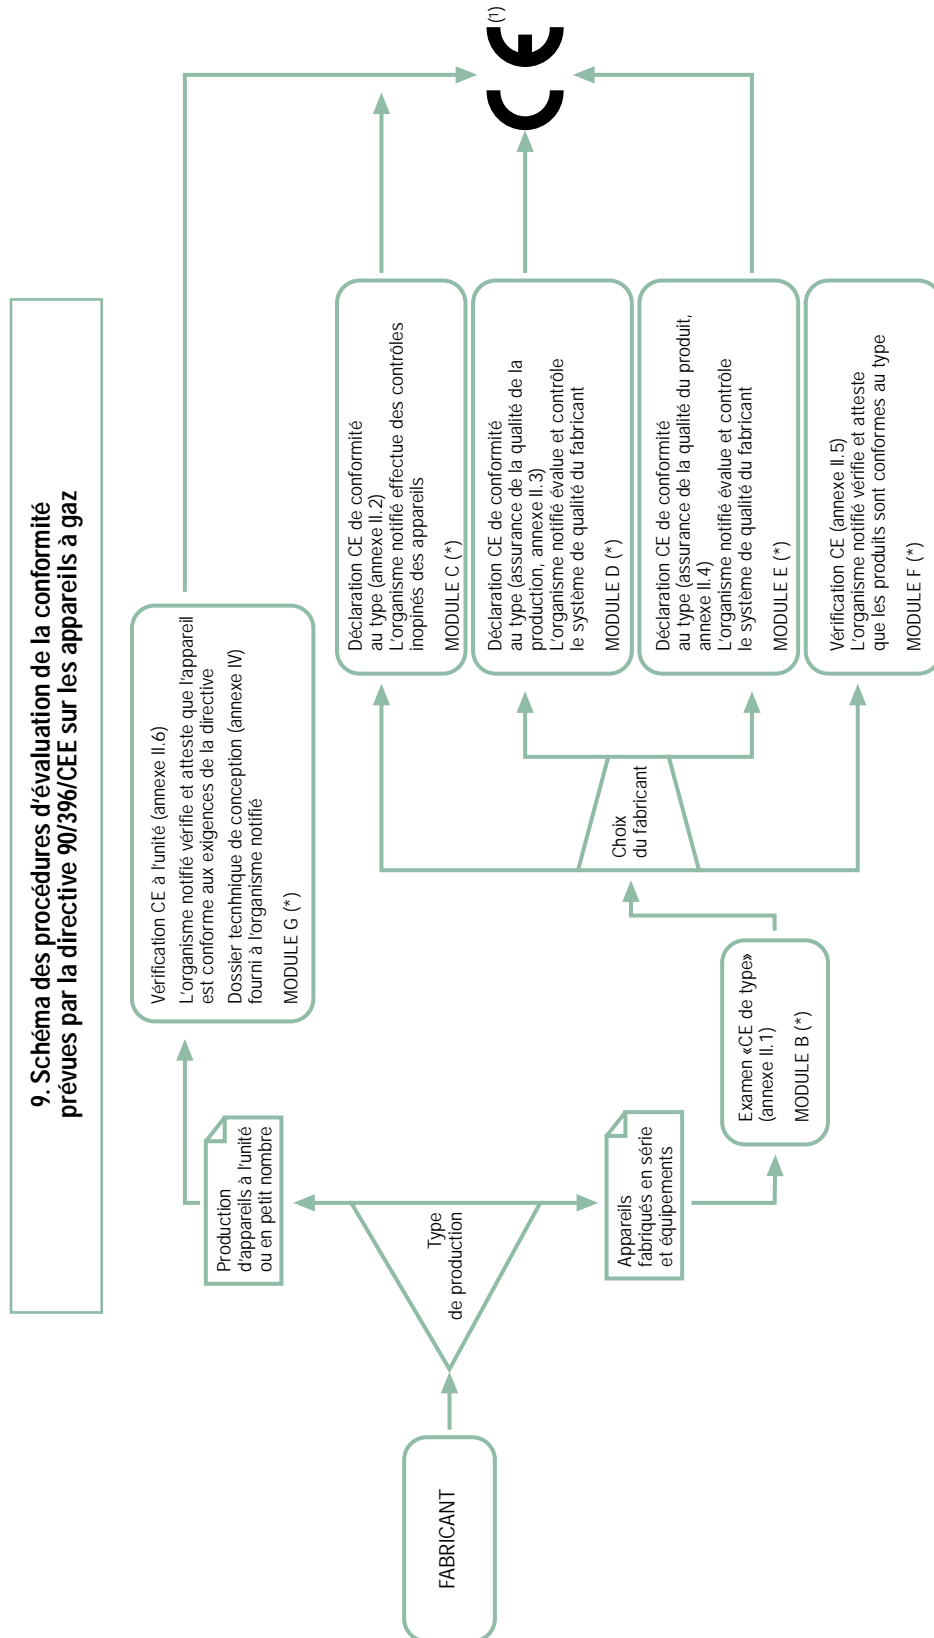 9. Schéma des procédures d'évaluation de la conformité
prévues par la directive 90/396/CEE sur les appareils à gaz
FABRICANT
Type
de production
Production
d'appareils à l'unité
ou en petit nombre
Appareils
fabriqués en série
et équipements
Vérification CE à l'unité (annexe II.6)
L'organisme notifié vérifie et atteste que l'appareil
est conforme aux exigences de la directive
Dossier tecnhnique de conception (annexe IV)
fourni à l'organisme notifié
MODULE G (*)
Examen «CE de type»
(annexe II.1)
MODULE B (*)
Choix
du fabricant
Déclaration CE de conformité
au type (annexe II.2)
L'organisme notifié effectue des contrôles
inopinés des appareils
MODULE C (*)
Déclaration CE de conformité
au type (assurance de la qualité de la
production, annexe II.3)
L'organisme notifié évalue et contrôle
le système de qualité du fabricant
MODULE D (*)
Déclaration CE de conformité
au type (assurance de la qualité du produit,
annexe II.4)
L'organisme notifié évalue et contrôle
le système de qualité du fabricant
MODULE E (*)
Vérification CE (annexe II.5)
L'organisme notifié vérifie et atteste
que les produits sont conformes au type
MODULE F (*)
CE (1)